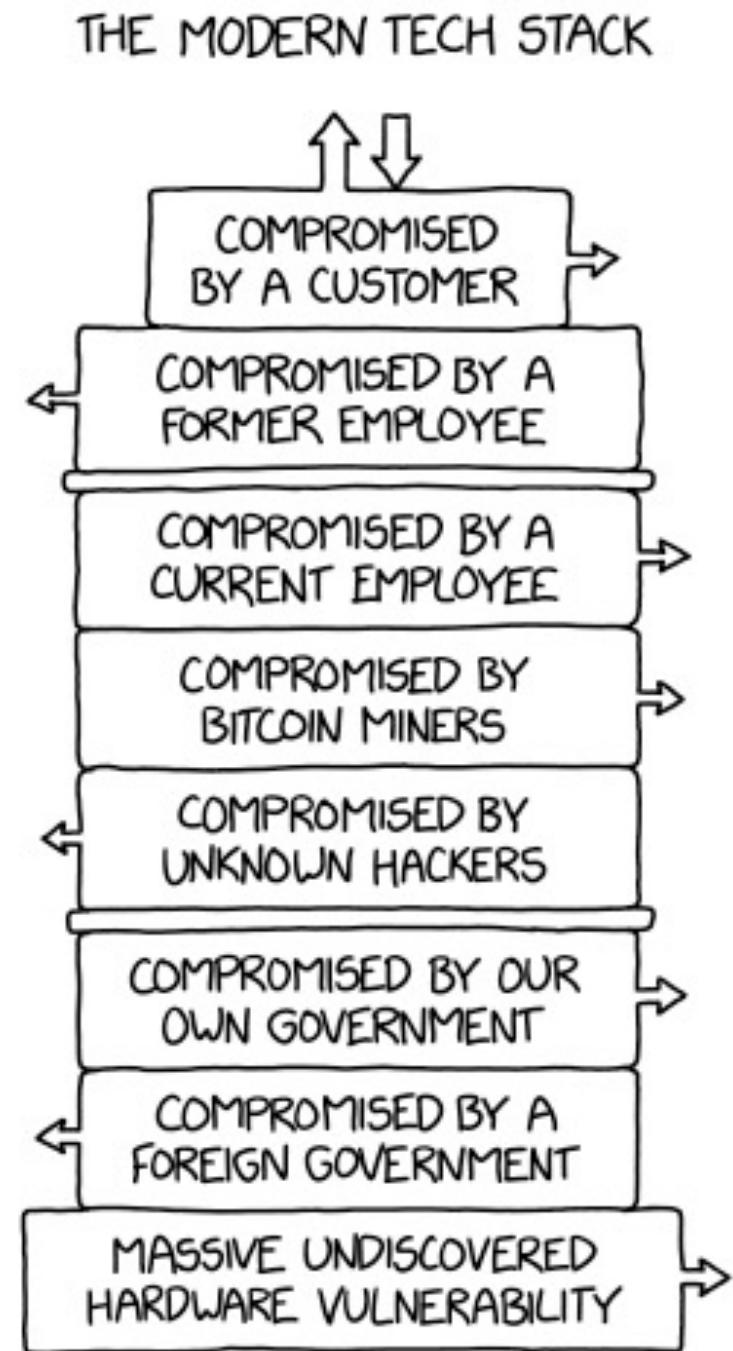 THE MODERN TECH STACK
COMPROMISED
BY A CUSTOMER
COMPROMISED BY A
FORMER EMPLOYEE
COMPROMISED BY A
CURRENT EMPLOYEE
COMPROMISED BY
BITCOIN MINERS
COMPROMISED BY
UNKNOWN HACKERS
COMPROMISED BY OUR
OWN GOVERNMENT
COMPROMISED BY A
FOREIGN GOVERNMENT
MASSIVE UNDISCOVERED
HARDWARE VULNERABILITY